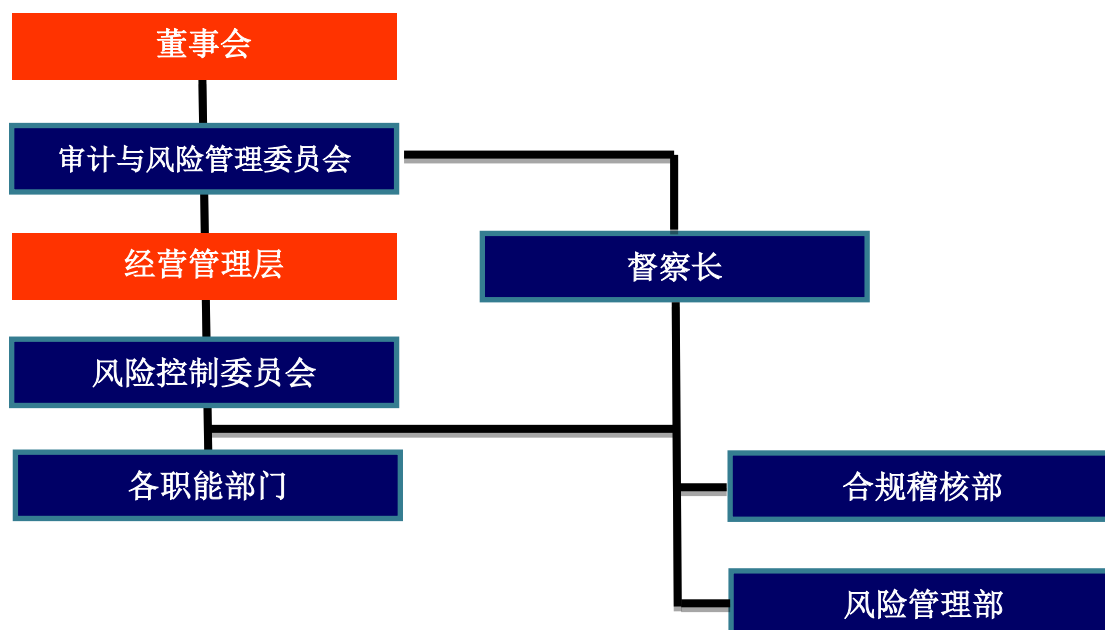 董事会
审计与风险管理委员会
经营管理层
督察长
风险控制委员会
各职能部门
合规稽核部
风险管理部